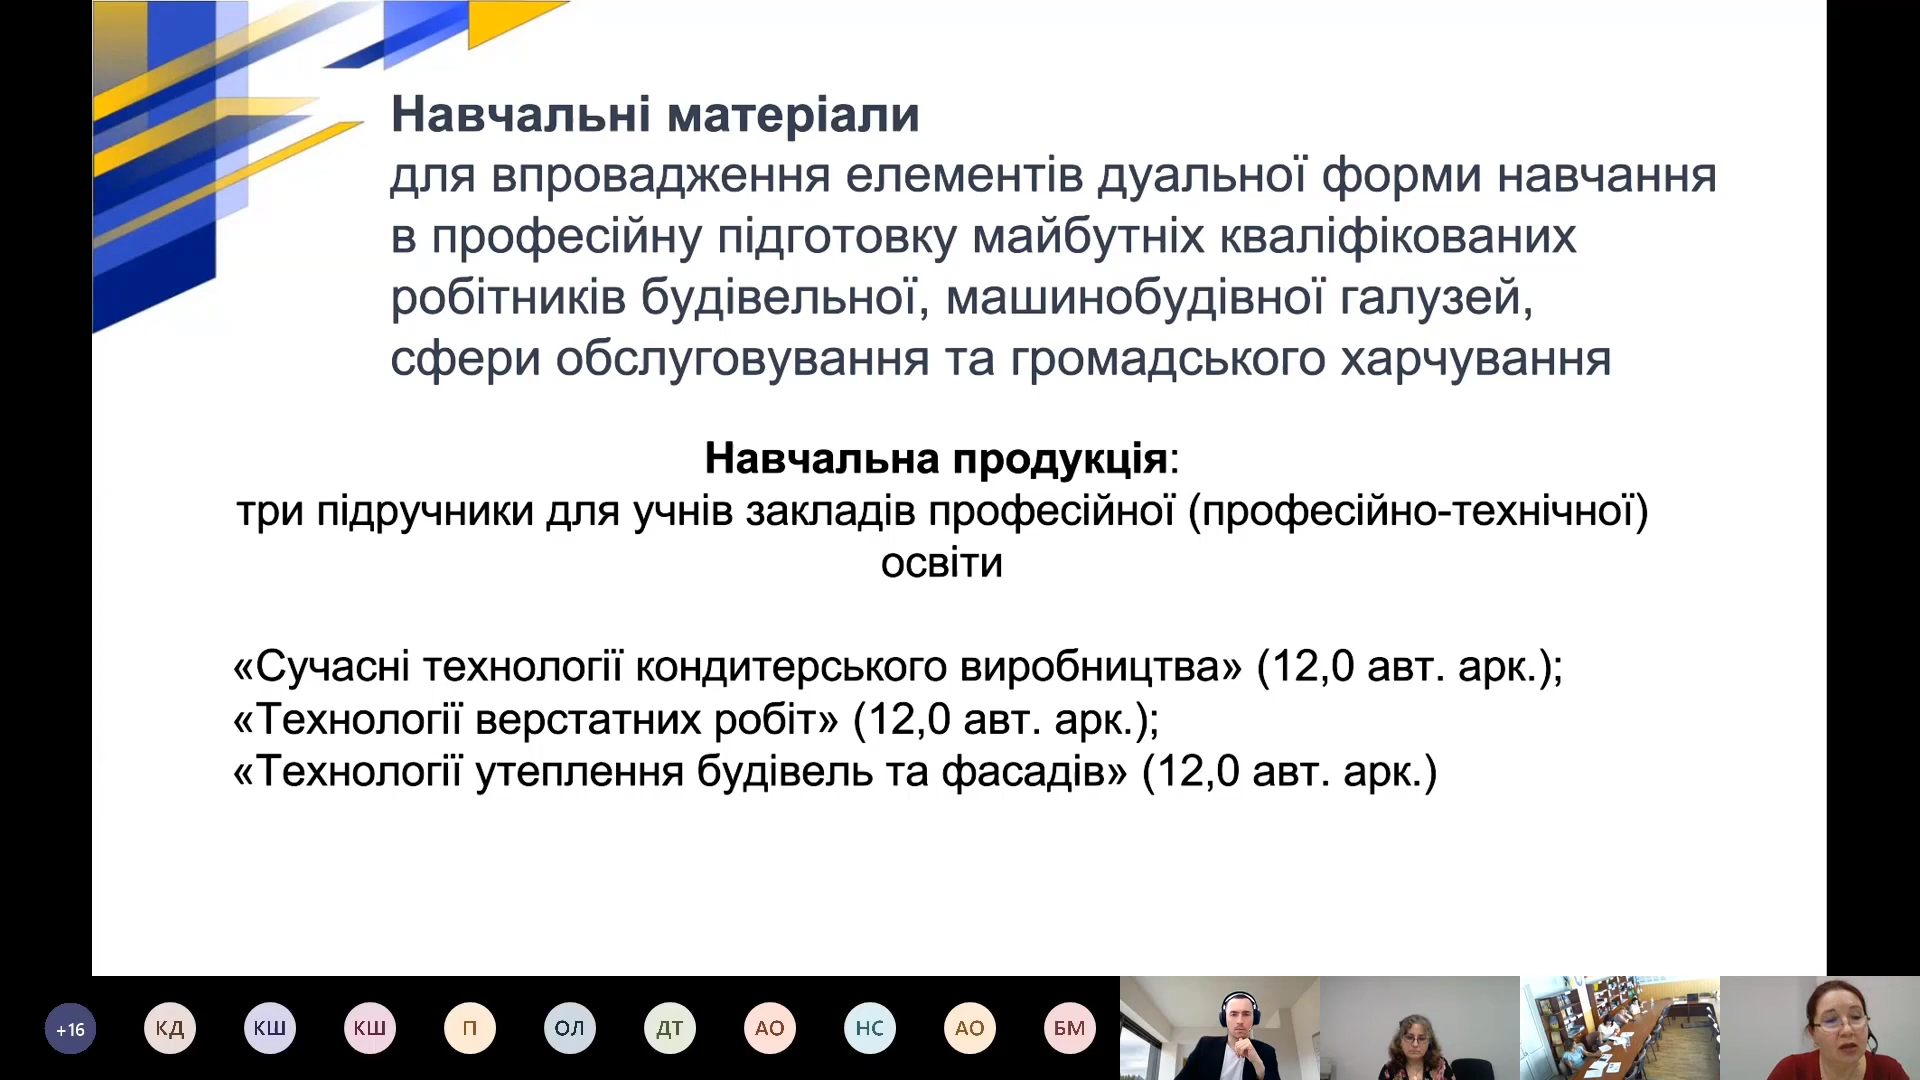 Навчальні матеріали
для впровадження елементів дуальної форми навчання
в професійну підготовку майбутніх кваліфікованих
робітників будівельної, машинобудівної галузей,
сфери обслуговування та громадського харчування
Навчальна продукція:
три підручники для учнів закладів професійної (професійно-технічної)
освіти
«Сучасні технології кондитерського виробництва» (12,0 авт. арк.);
«Технології верстатних робіт» (12,0 авт. арк.);
«Технології утеплення будівель та фасадів» (12,0 авт. арк.)
+16 КД КШ КШ П ОЛ ДТ АО НС АО БМ